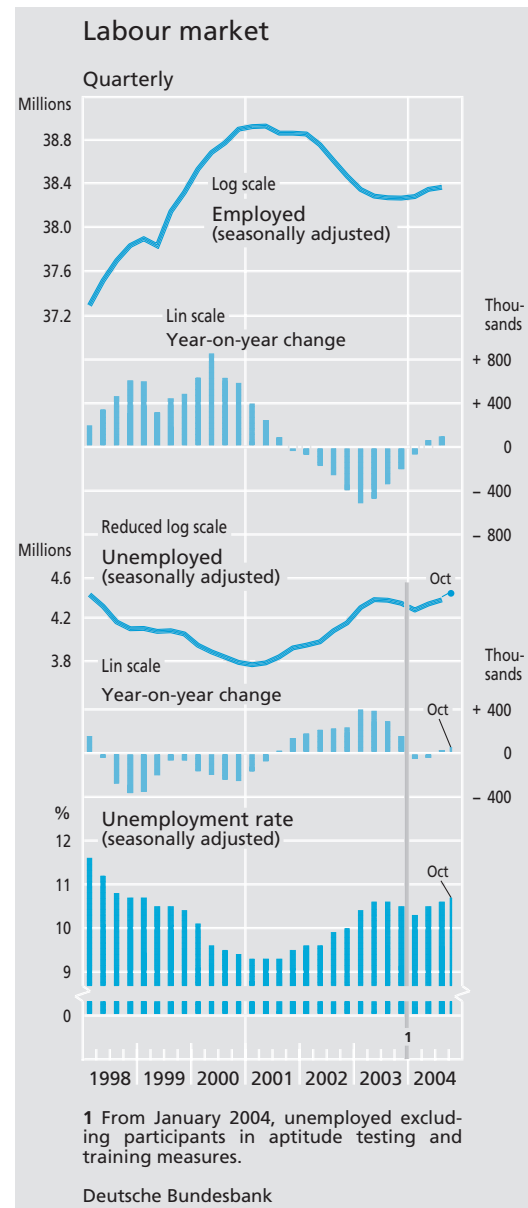 Labour market
Quarterly
Millions
38.8
38.4
38.0
37.6
37.2
Log scale
Employed
(seasonally adjusted)
Lin scale
Year-on-year change
Thou-
sands
+ 800
+ 400
0
– 400
– 800
Reduced log scale
Unemployed
(seasonally adjusted)
Millions
4.6
4.2
3.8
Oct
Lin scale
Year-on-year change
Thou-
sands
+ 400
0
– 400
Oct
%
12
11
10
9
0
Unemployment rate
(seasonally adjusted)
Oct
1
1998 1999 2000 2001 2002 2003 2004
1 From January 2004, unemployed exclud-
ing participants in aptitude testing and
training measures.
Deutsche Bundesbank